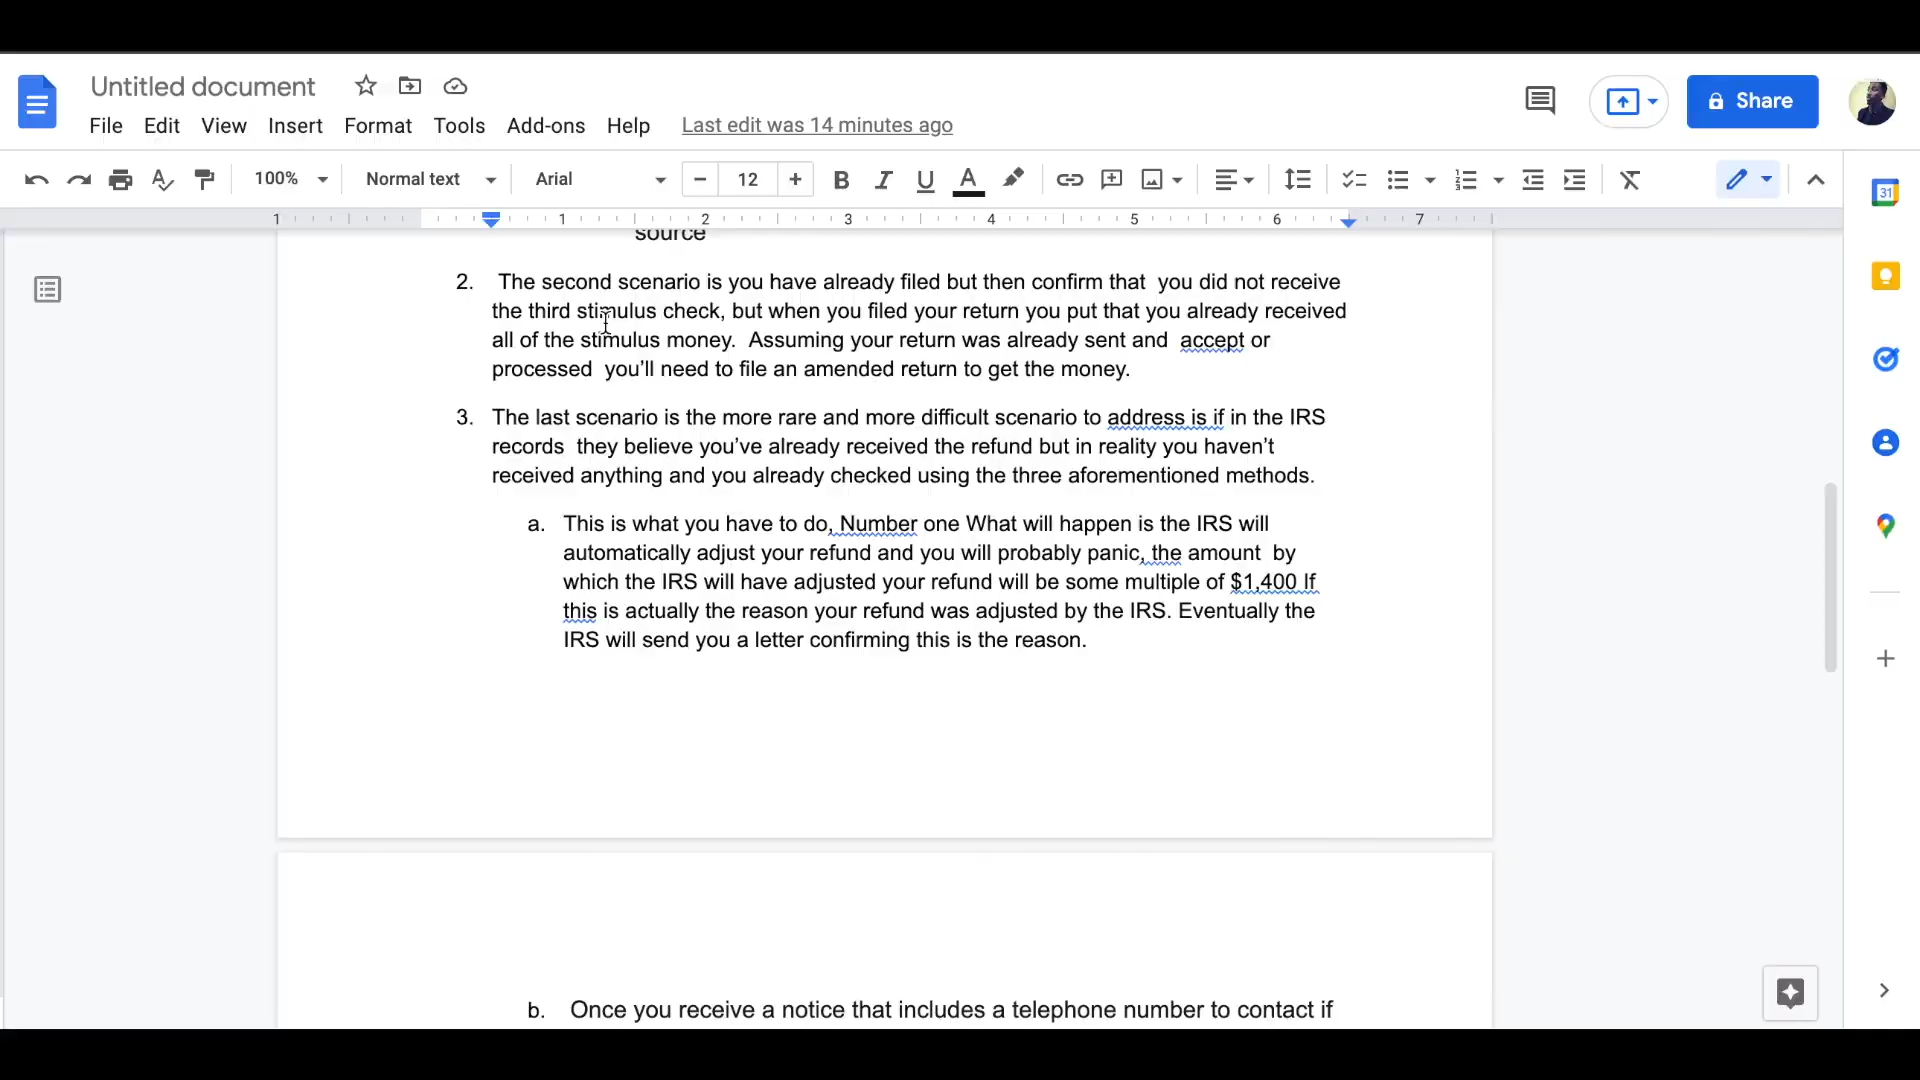 Untitled document
File Edit View Insert Format Tools Add-ons Help Last edit was 14 minutes ago
Share
100% Normal text Arial 12
31
1 1 2 3 4 5 6 7
source
2. The second scenario is you have already filed but then confirm that you did not receive
the third stimulus check, but when you filed your return you put that you already received
all of the stimulus money. Assuming your return was already sent and accept or
processed you'll need to file an amended return to get the money.
3. The last scenario is the more rare and more difficult scenario to address is if in the IRS
records they believe you've already received the refund but in reality you haven't
received anything and you already checked using the three aforementioned methods.
a. This is what you have to do, Number one What will happen is the IRS will
automatically adjust your refund and you will probably panic, the amount by
which the IRS will have adjusted your refund will be some multiple of $1,400 If
this is actually the reason your refund was adjusted by the IRS. Eventually the
IRS will send you a letter confirming this is the reason.
b. Once you receive a notice that includes a telephone number to contact if